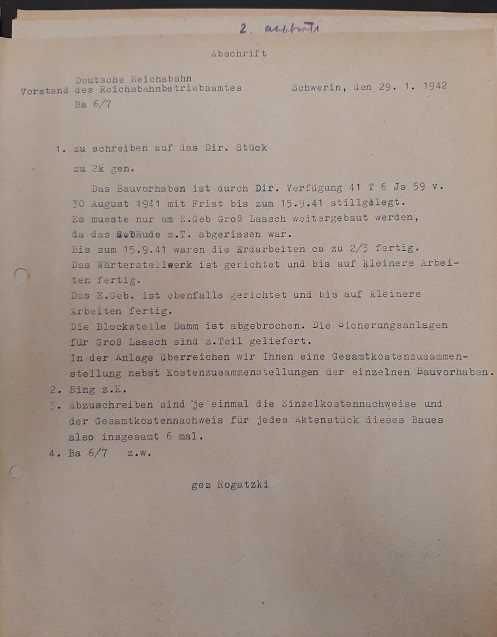 2.
Abschrift
Deutsche Reichsbahn
Vorstand des Reichsbahnbetriebsamtes
Schwerin, den 29. 1. 1942
Ba 6/7
1. zu schreiben auf das Dir. Stück
zu 2k gen.
Das Bauvorhaben ist durch Dir. Verfügung 41 T 6 Js 59 v.
30 August 1941 mit Frist bis zum 15.9.41 stillgelegt.
Es musste nur am E.Geb Groß Laasch weitergebaut werden,
da das Gebäude z.T. abgerissen war.
Bis zum 15.9.41 waren die Erdarbeiten ca zu 2/3 fertig.
Das Wärterstellwerk ist gerichtet und bis auf kleinere Arbei-
ten fertig.
Das E.Geb. ist ebenfalls gerichtet und bis auf kleinere
Arbeiten fertig.
Die Blockstelle Damm ist abgebrochen. Die Sicherungsanlagen
für Groß Laasch sind z.Teil geliefert.
In der Anlage überreichen wir Ihnen eine Gesamtkostenzusammen-
stellung nebst Kostenzusammenstellungen der einzelnen Bauvorhaben.
2. Bing z.K.
3. Abzuschreiben sind je einmal die Einzelkostennachweise und
der Gesamtkostennachweis für jedes Aktenstück dieses Baues
also insgesamt 6 mal.
4. Ba 6/7 z.w.
gez Rogatzki